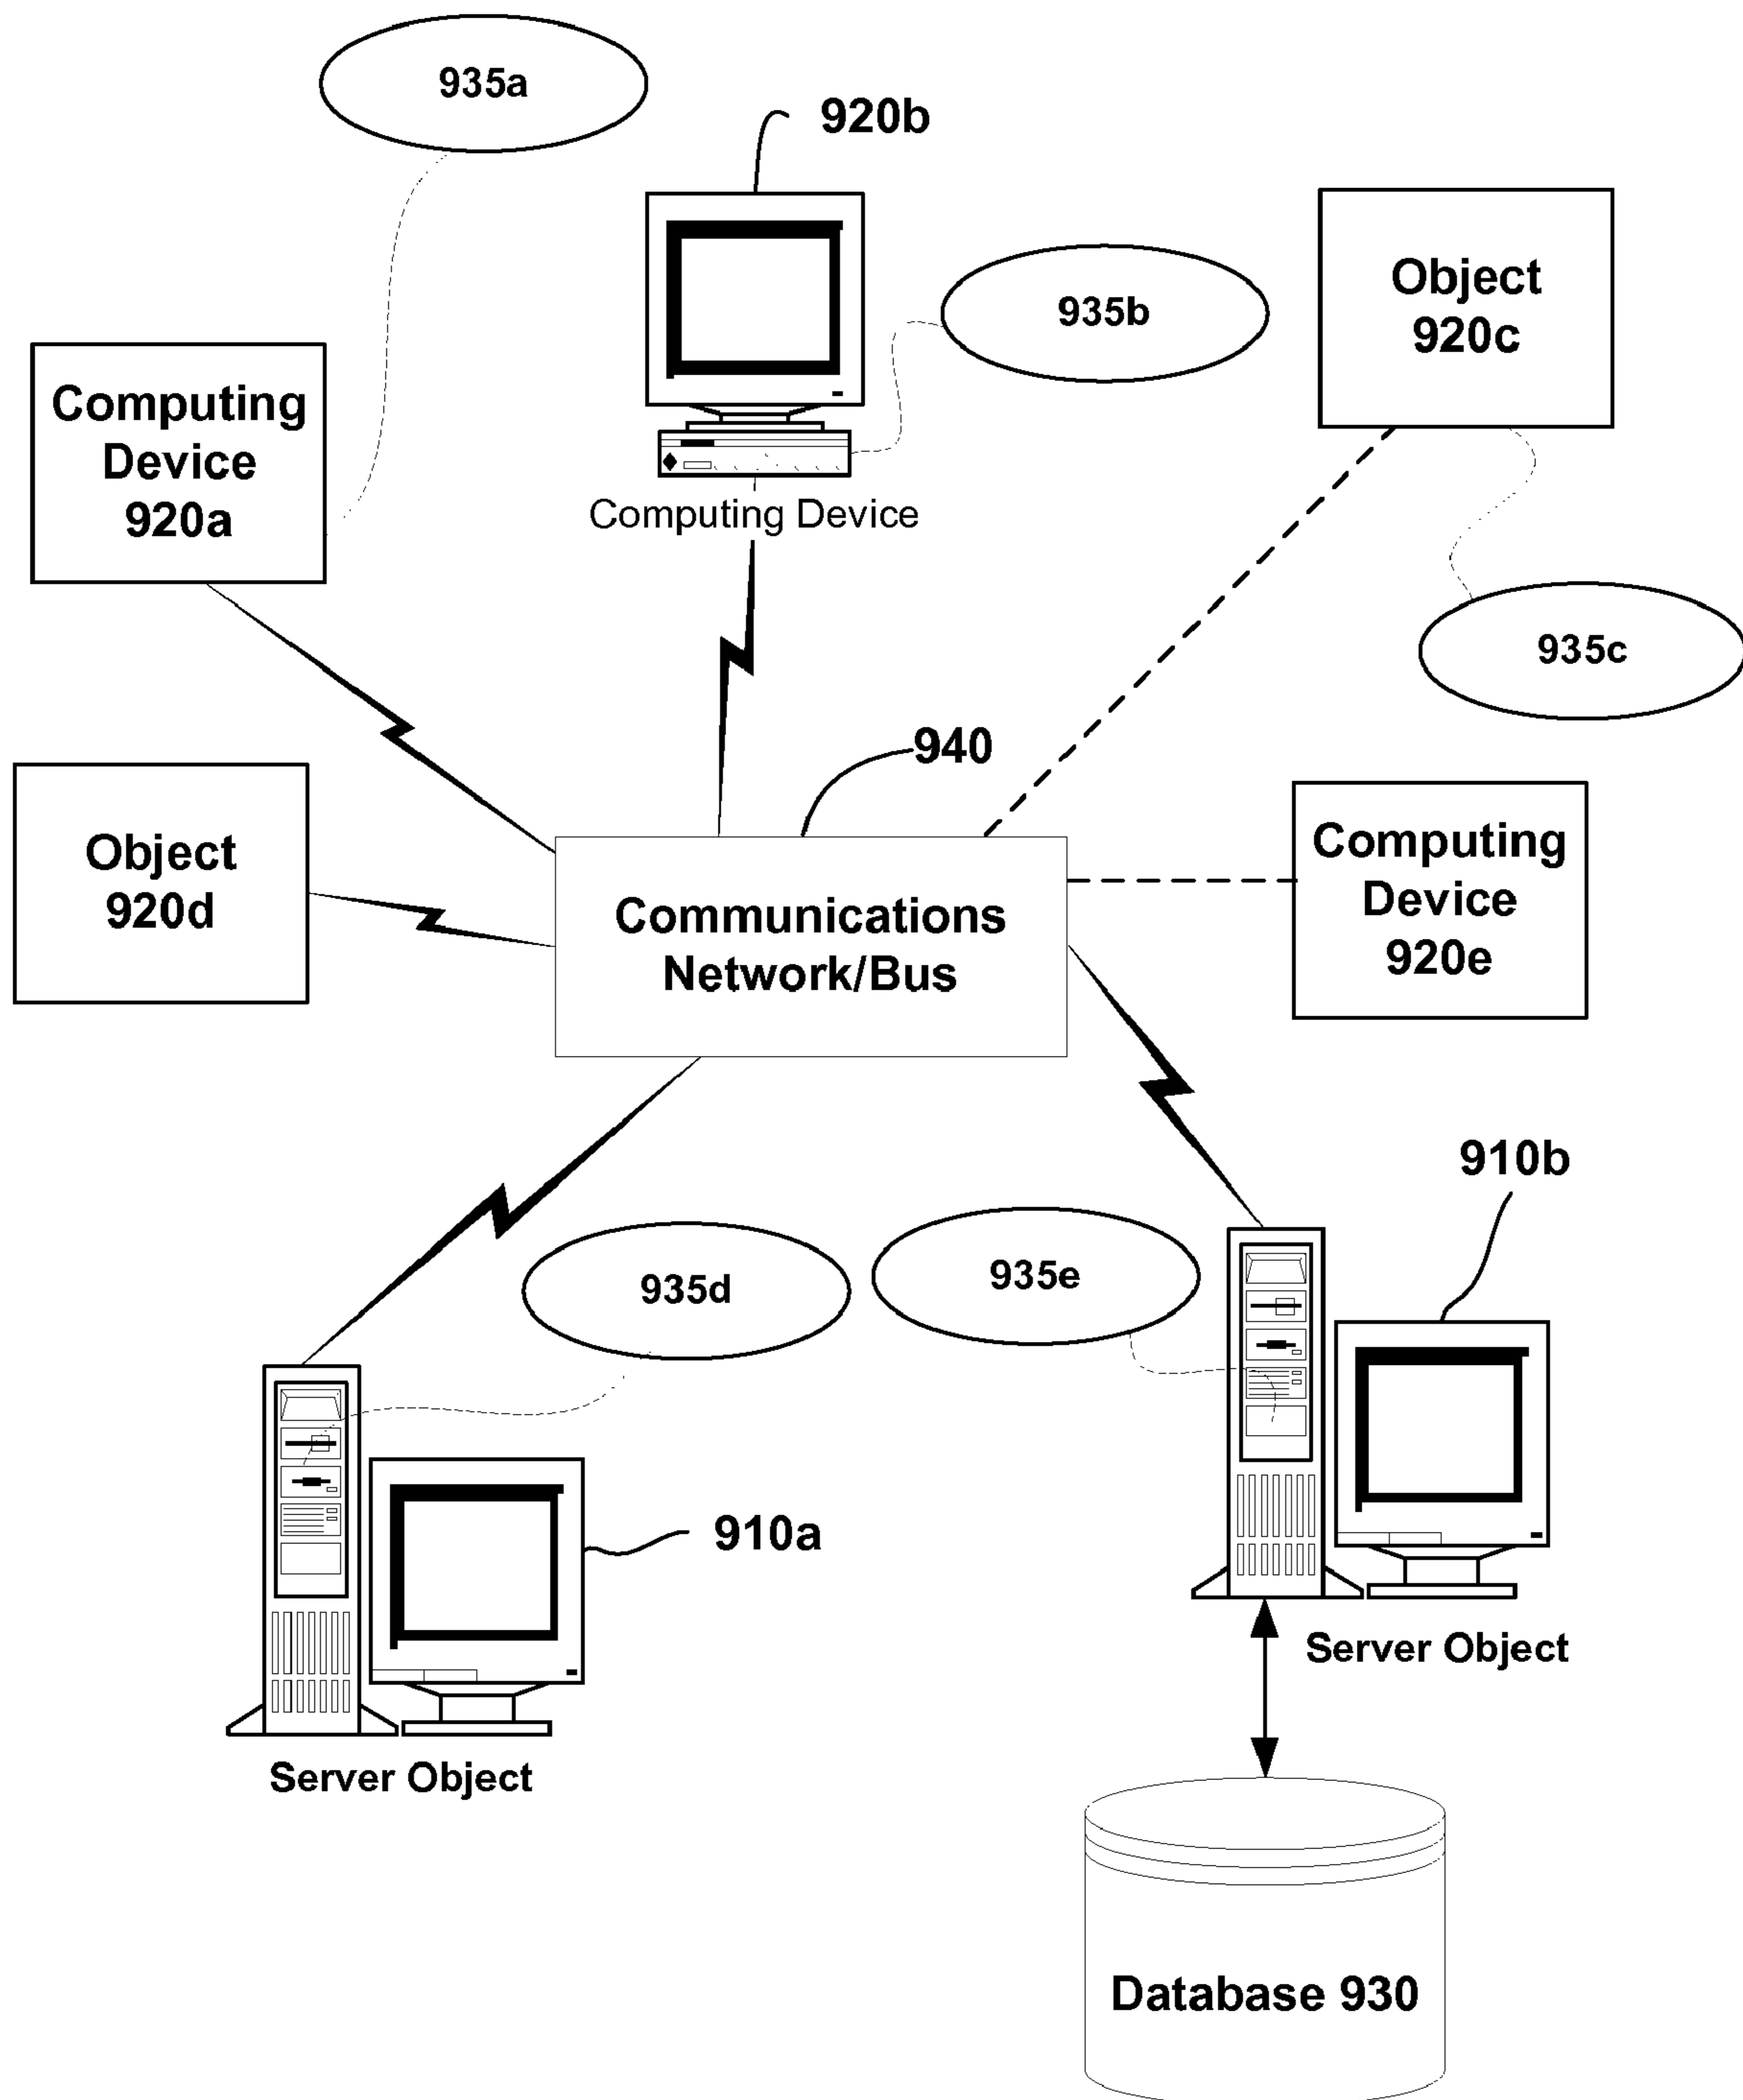 935a
920b
935b
Object
920c
Computing
Device
920a
Computing Device
935c
940
Object
920d
Computing
Device
920e
Communications
Network/Bus
910b
935d
935e
910a
Server Object
Server Object
Database 930